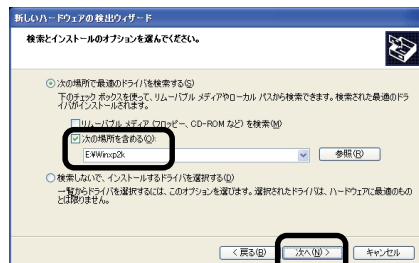 新しいハードウェアの検出ウィザード
検索とインストールのオプションを選んでください。
次の場所で最適のドライバを検索する(S)
下のチェック ボックスを使って、リムーバブル メディアやローカル パスから検索できます。検索された最適のドラ
イバがインストールされます。
リムーバブル メディア (フロッピー、CD-ROM など) を検索(M)
次の場所を含める(O):
E:¥Winxp2k
参照(R)
検索しないで、インストールするドライバを選択する(D)
一覧からドライバを選択するには、このオプションを選びます。選択されたドライバは、ハードウェアに最適のもの
とは限りません。
< 戻る(B)
次へ(N) >
キャンセル